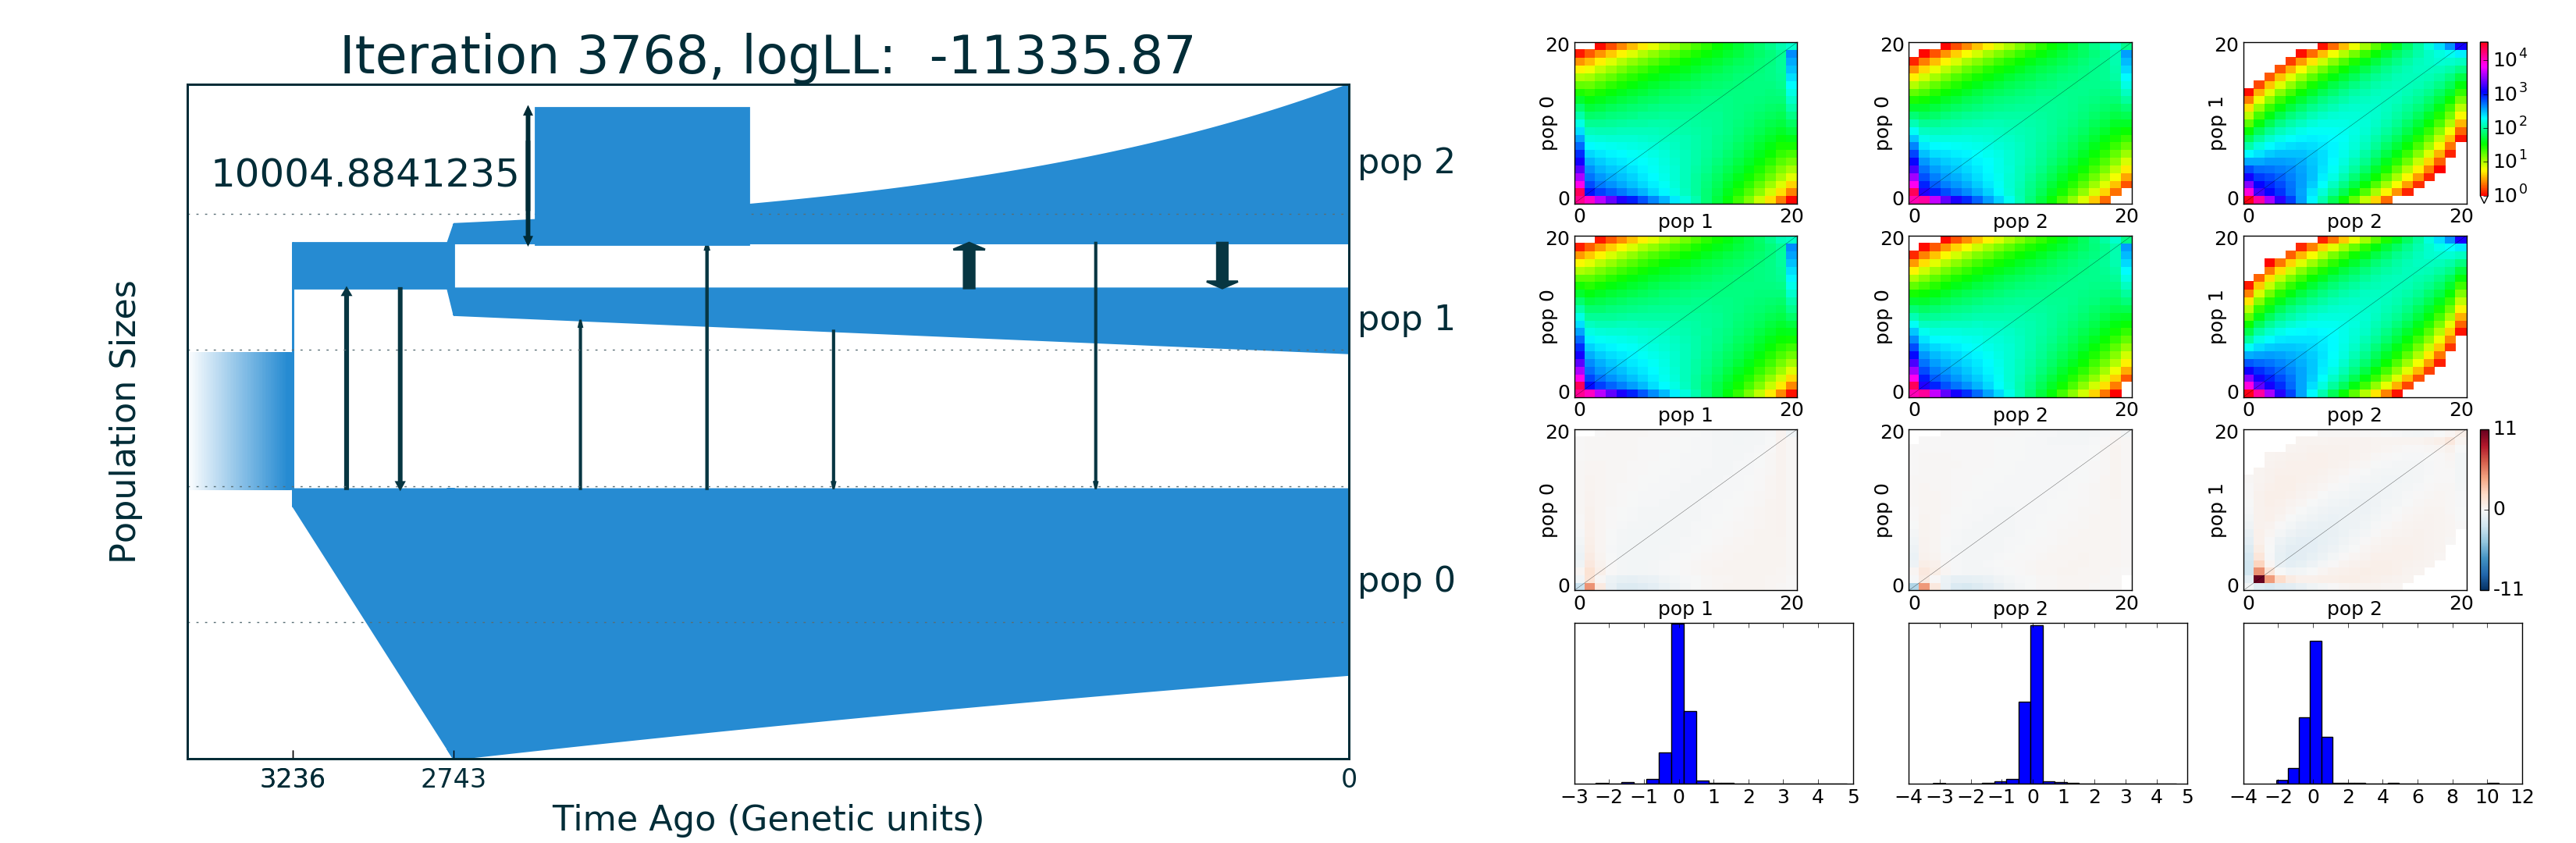 Iteration 3768, logLL: -11335.87
10004.8841235
Population Sizes
pop 2
pop 1
pop 0
3236
2743
0
Time Ago (Genetic units)
20
pop 0
0
0
pop 1
20
20
pop 0
0
0
pop 2
20
20
pop 1
0
0
pop 2
20
10^4
10^3
10^2
10^1
10^0
20
pop 0
0
0
pop 1
20
20
pop 0
0
0
pop 2
20
20
pop 1
0
0
pop 2
20
20
pop 0
0
0
pop 1
20
20
pop 0
0
0
pop 2
20
20
pop 1
0
0
pop 2
20
11
0
-11
−3 −2 −1 0 1 2 3 4 5
−4 −3 −2 −1 0 1 2 3 4 5
−4 −2 0 2 4 6 8 10 12